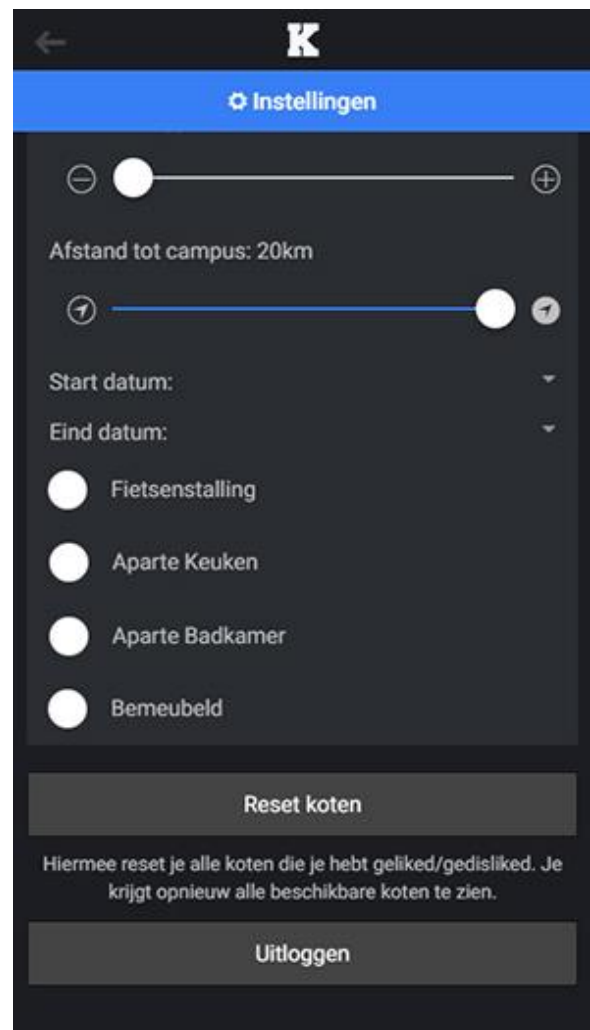 K
Instellingen
Afstand tot campus: 20km
Start datum:
Eind datum:
Fietsenstalling
Aparte Keuken
Aparte Badkamer
Bemeubeld
Reset koten
Hiermee reset je alle koten die je hebt geliked/gedisliked. Je
krijgt opnieuw alle beschikbare koten te zien.
Uitloggen